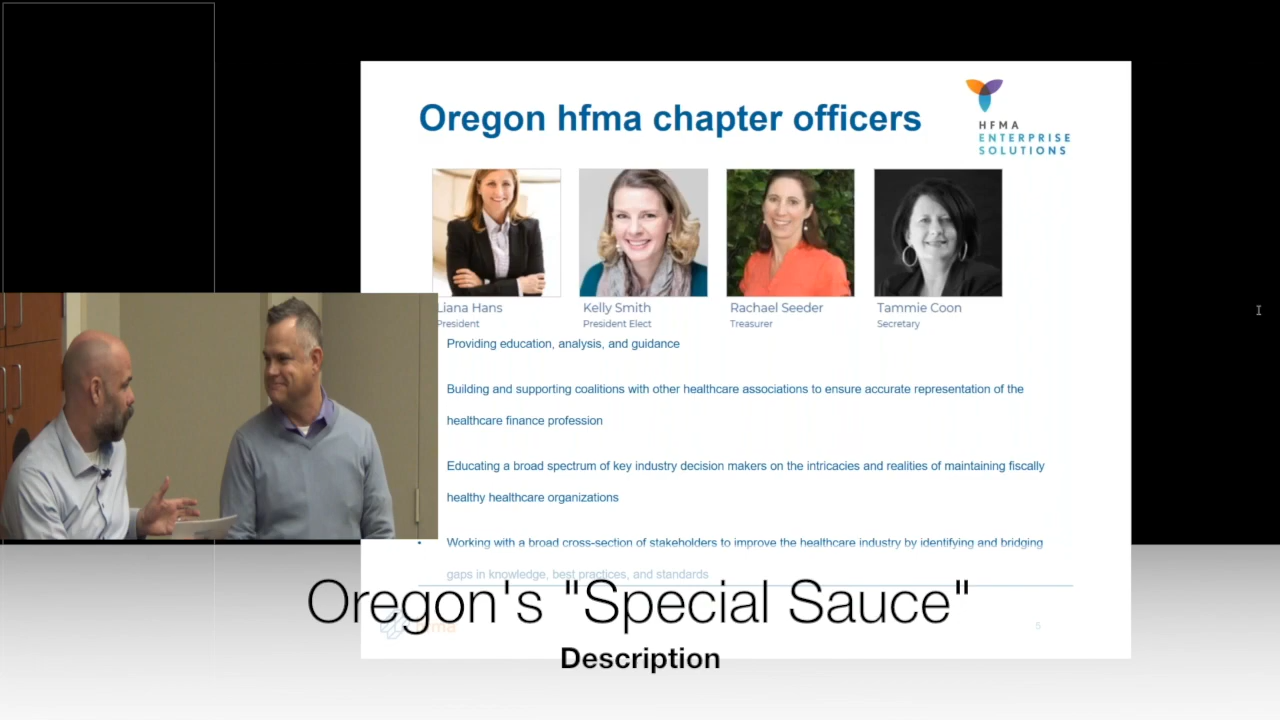 Oregon hfma chapter officers
HFMA
ENTERPRISE
SOLUTIONS
Liana Hans
President
Kelly Smith
President Elect
Rachael Seeder
Treasurer
Tammie Coon
Secretary
Providing education, analysis, and guidance
Building and supporting coalitions with other healthcare associations to ensure accurate representation of the
healthcare finance profession
Educating a broad spectrum of key industry decision makers on the intricacies and realities of maintaining fiscally
healthy healthcare organizations
• Working with a broad cross-section of stakeholders to improve the healthcare industry by identifying and bridging
gaps in knowledge, best practices, and standards
Oregon's "Special Sauce"
hfma
5
Description